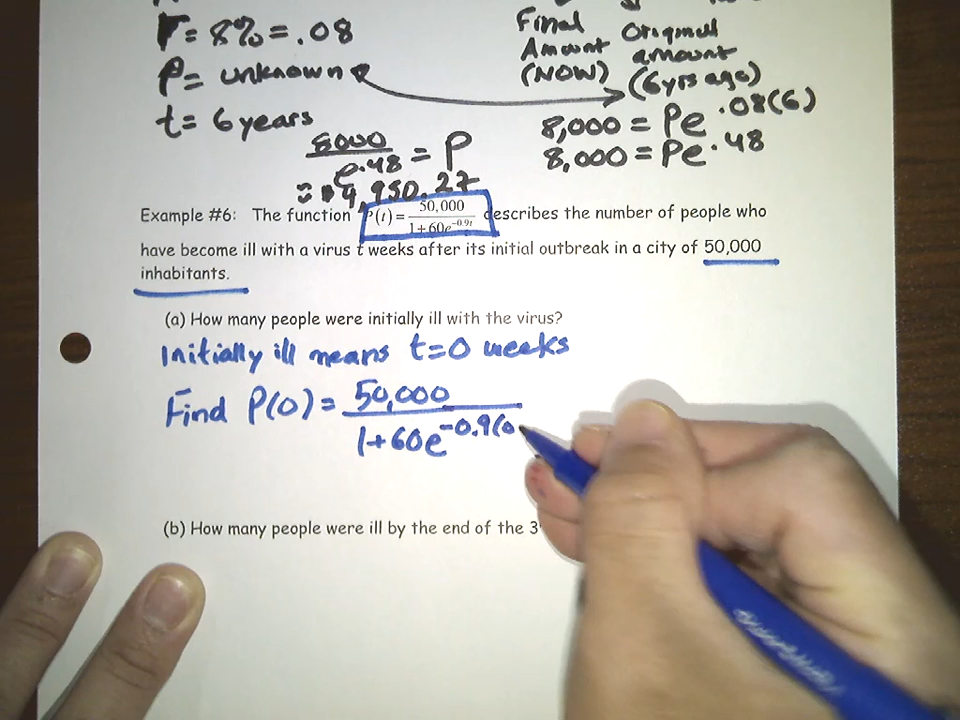 r = 8% = .08
P = unknown
t = 6 years
Final Amount (NOW)
Original amount (6 yrs ago)
8,000 = Pe^.08(6)
8,000 = Pe^.48
8000/e^.48 = P
≈ $4,950.27
Example #6: The function P(t) = 50,000/1+60e^-0.9t describes the number of people who
have become ill with a virus t weeks after its initial outbreak in a city of 50,000
inhabitants.
(a) How many people were initially ill with the virus?
Initially ill means t=0 weeks
Find P(0) = 50,000/1+60e^-0.9(0
(b) How many people were ill by the end of the 3